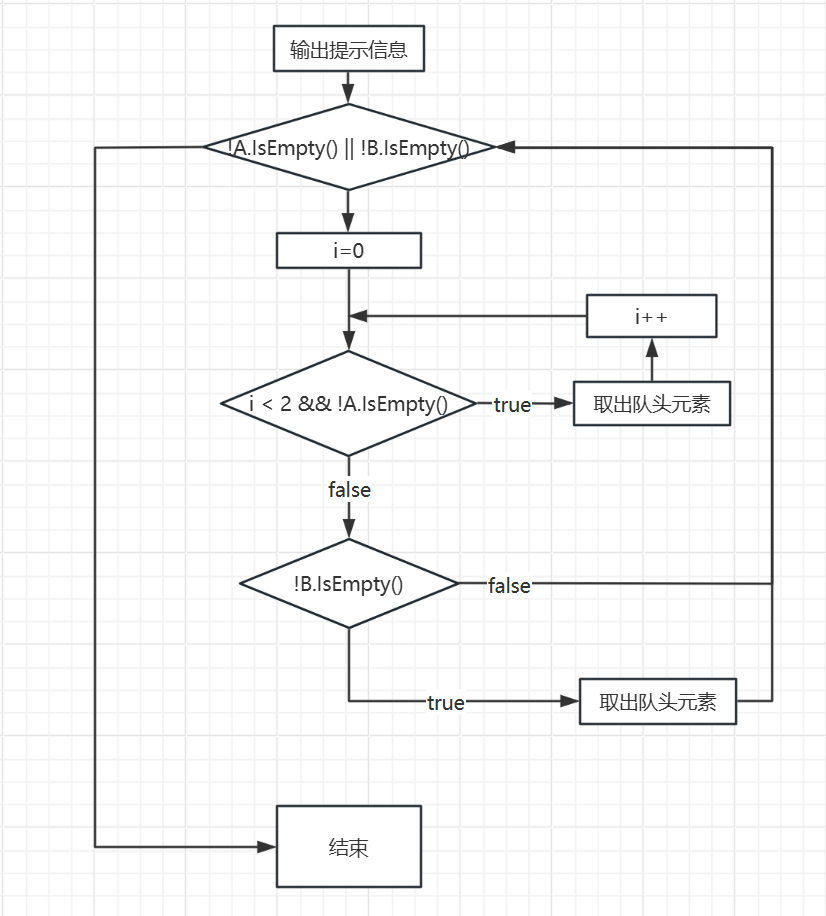 输出提示信息
!A.IsEmpty() || !B.IsEmpty()
i=0
i++
i < 2 && !A.IsEmpty()
true
取出队头元素
false
!B.IsEmpty()
false
true
取出队头元素
结束